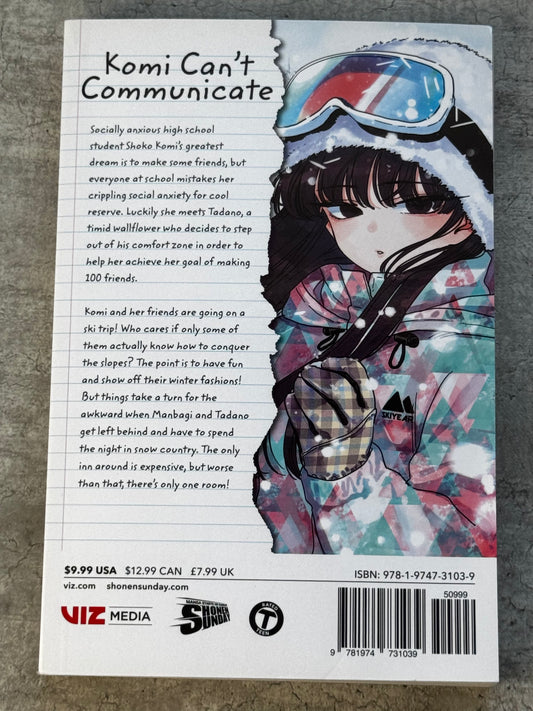 Komi Can't
Communicate
Socially anxious high school
student Shoko Komi's greatest
dream is to make some friends, but
everyone at school mistakes her
crippling social anxiety for cool
reserve. Luckily she meets Tadano, a
timid wallflower who decides to step
out of his comfort zone in order to
help her achieve her goal of making
100 friends.
Komi and her friends are going on a
ski trip! Who cares if only some of
them actually know how to conquer
the slopes? The point is to have fun
and show off their winter fashions!
But things take a turn for the
awkward when Manbagi and Tadano
get left behind and have to spend
the night in snow country. The only
inn around is expensive, but worse
than that, there's only one room!
SKIYEAR
$9.99 USA $12.99 CAN £7.99 UK
viz.com shonensunday.com
ISBN: 978-1-9747-3103-9
50999
VIZ MEDIA
SHONEN
SUNDAY
RATED
T
TEEN
9 781974 731039